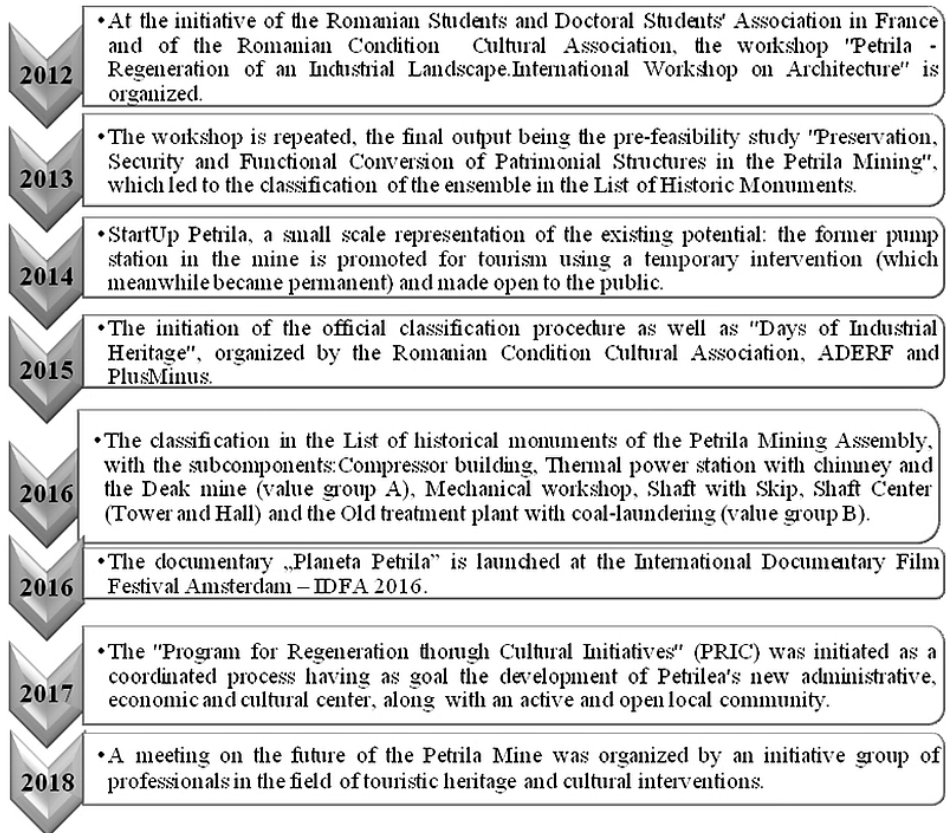 2012
•At the initiative of the Romanian Students and Doctoral Students' Association in France
and of the Romanian Condition Cultural Association, the workshop "Petrila -
Regeneration of an Industrial Landscape.International Workshop on Architecture" is
organized.
2013
•The workshop is repeated, the final output being the pre-feasibility study "Preservation,
Security and Functional Conversion of Patrimonial Structures in the Petrila Mining",
which led to the classification of the ensemble in the List of Historic Monuments.
2014
•StartUp Petrila, a small scale representation of the existing potential: the former pump
station in the mine is promoted for tourism using a temporary intervention (which
meanwhile became permanent) and made open to the public.
2015
•The initiation of the official classification procedure as well as "Days of Industrial
Heritage", organized by the Romanian Condition Cultural Association, ADERF and
PlusMinus.
2016
•The classification in the List of historical monuments of the Petrila Mining Assembly,
with the subcomponents:Compressor building, Thermal power station with chimney and
the Deak mine (value group A), Mechanical workshop, Shaft with Skip, Shaft Center
(Tower and Hall) and the Old treatment plant with coal-laundering (value group B).
2016
•The documentary „Planeta Petrila” is launched at the International Documentary Film
Festival Amsterdam – IDFA 2016.
2017
•The "Program for Regeneration thorugh Cultural Initiatives" (PRIC) was initiated as a
coordinated process having as goal the development of Petrilea's new administrative,
economic and cultural center, along with an active and open local community.
2018
•A meeting on the future of the Petrila Mine was organized by an initiative group of
professionals in the field of touristic heritage and cultural interventions.